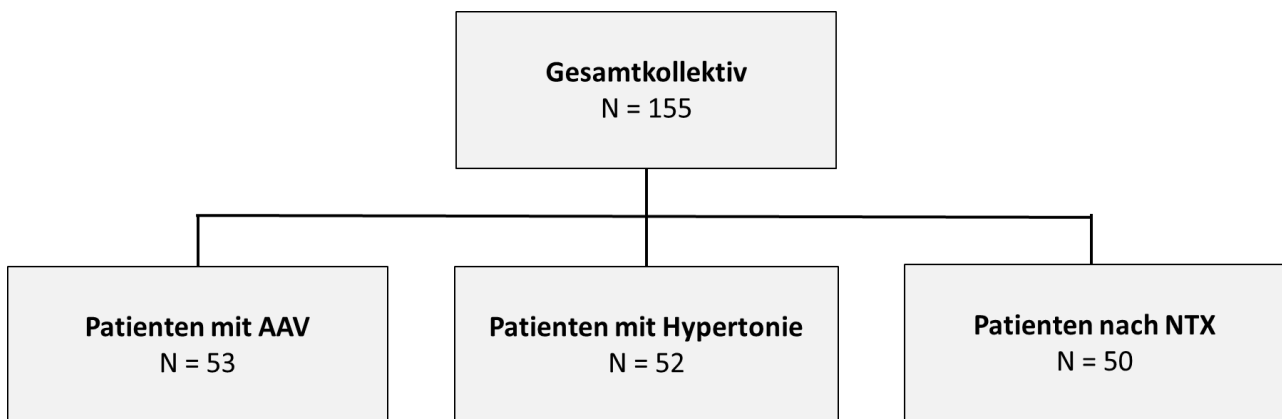 Gesamtkollektiv
N = 155
Patienten mit AAV
N = 53
Patienten mit Hypertonie
N = 52
Patienten nach NTX
N = 50